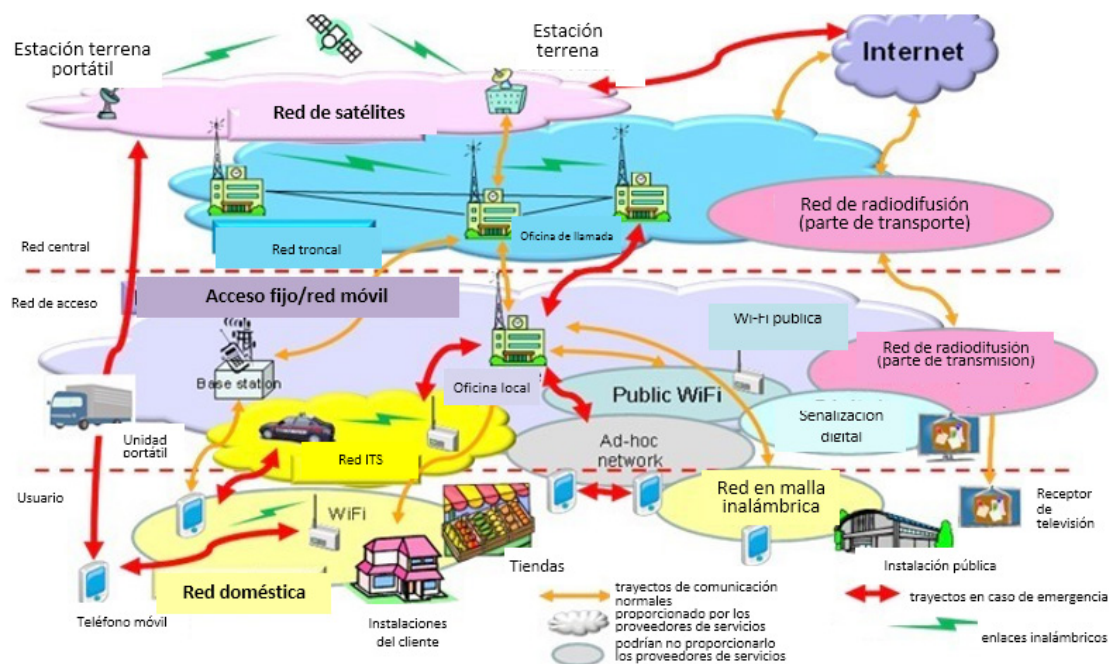 Estación terrena
portátil
Estación
terrena
Internet
Red de satélites
Red de radiodifusión
(parte de transporte)
Oficina de llamada
Red troncal
Red central
Red de acceso
Acceso fijo/red móvil
Wi-Fi publica
Red de radiodifusión
(parte de transmisión)
Base station
Oficina local
Public WiFi
Señalización
digital
Unidad
portátil
Red ITS
Ad-hoc
network
Usuario
WiFi
Red en malla
inalámbrica
Receptor
de
televisión
Tiendas
Instalación pública
Red doméstica
Teléfono móvil
Instalaciones
del cliente
trayectos de comunicación
normales
proporcionado por los
proveedores de servicios
podrían no proporcionarlo
los proveedores de servicios
trayectos en caso de emergencia
enlaces inalámbricos